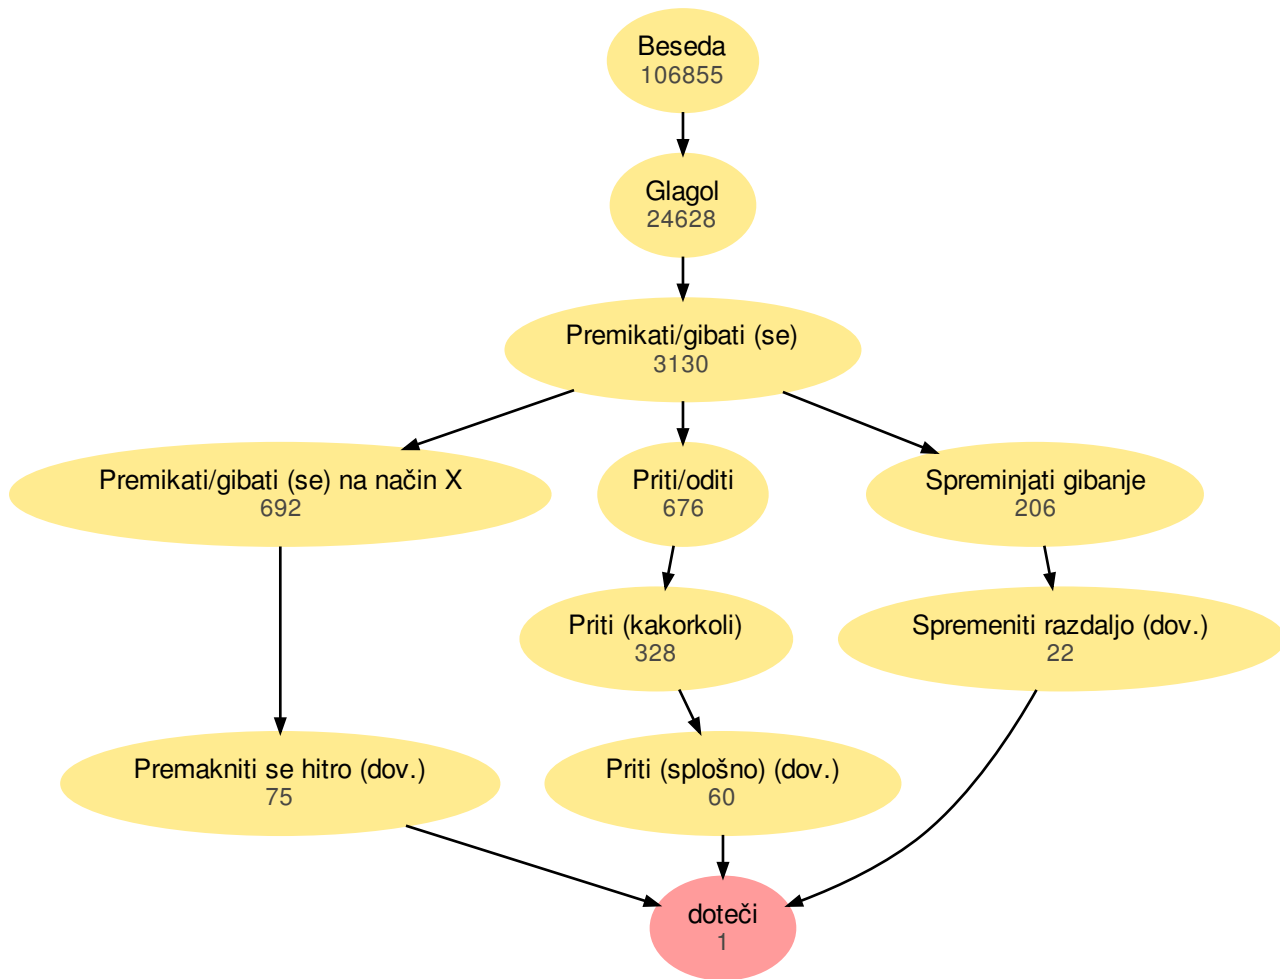 Beseda
106855
Glagol
24628
Premikati/gibati (se)
3130
Premikati/gibati (se) na način X
692
Priti/oditi
676
Spreminjati gibanje
206
Priti (kakorkoli)
328
Spremeniti razdaljo (dov.)
22
Premakniti se hitro (dov.)
75
Priti (splošno) (dov.)
60
doteči
1